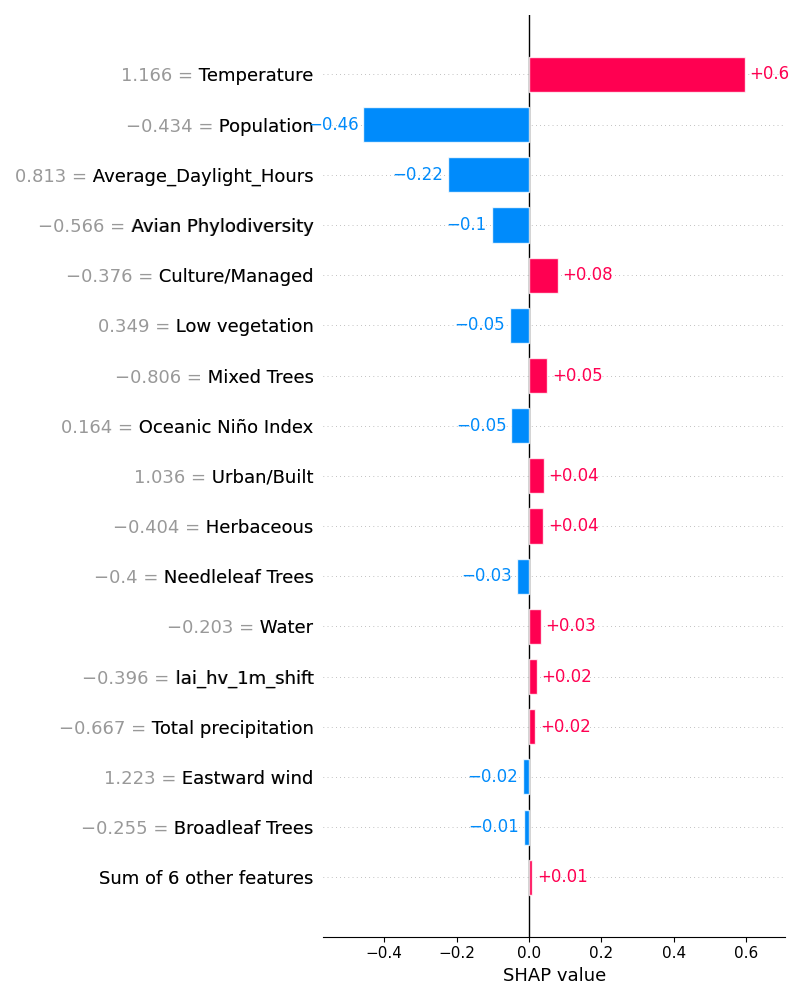 1.166 = Temperature +0.6
−0.434 = Population −0.46
0.813 = Average_Daylight_Hours −0.22
−0.566 = Avian Phylodiversity −0.1
−0.376 = Culture/Managed +0.08
0.349 = Low vegetation −0.05
−0.806 = Mixed Trees +0.05
0.164 = Oceanic Niño Index −0.05
1.036 = Urban/Built +0.04
−0.404 = Herbaceous +0.04
−0.4 = Needleleaf Trees −0.03
−0.203 = Water +0.03
−0.396 = lai_hv_1m_shift +0.02
−0.667 = Total precipitation +0.02
1.223 = Eastward wind −0.02
−0.255 = Broadleaf Trees −0.01
Sum of 6 other features +0.01
−0.4 −0.2 0.0 0.2 0.4 0.6
SHAP value